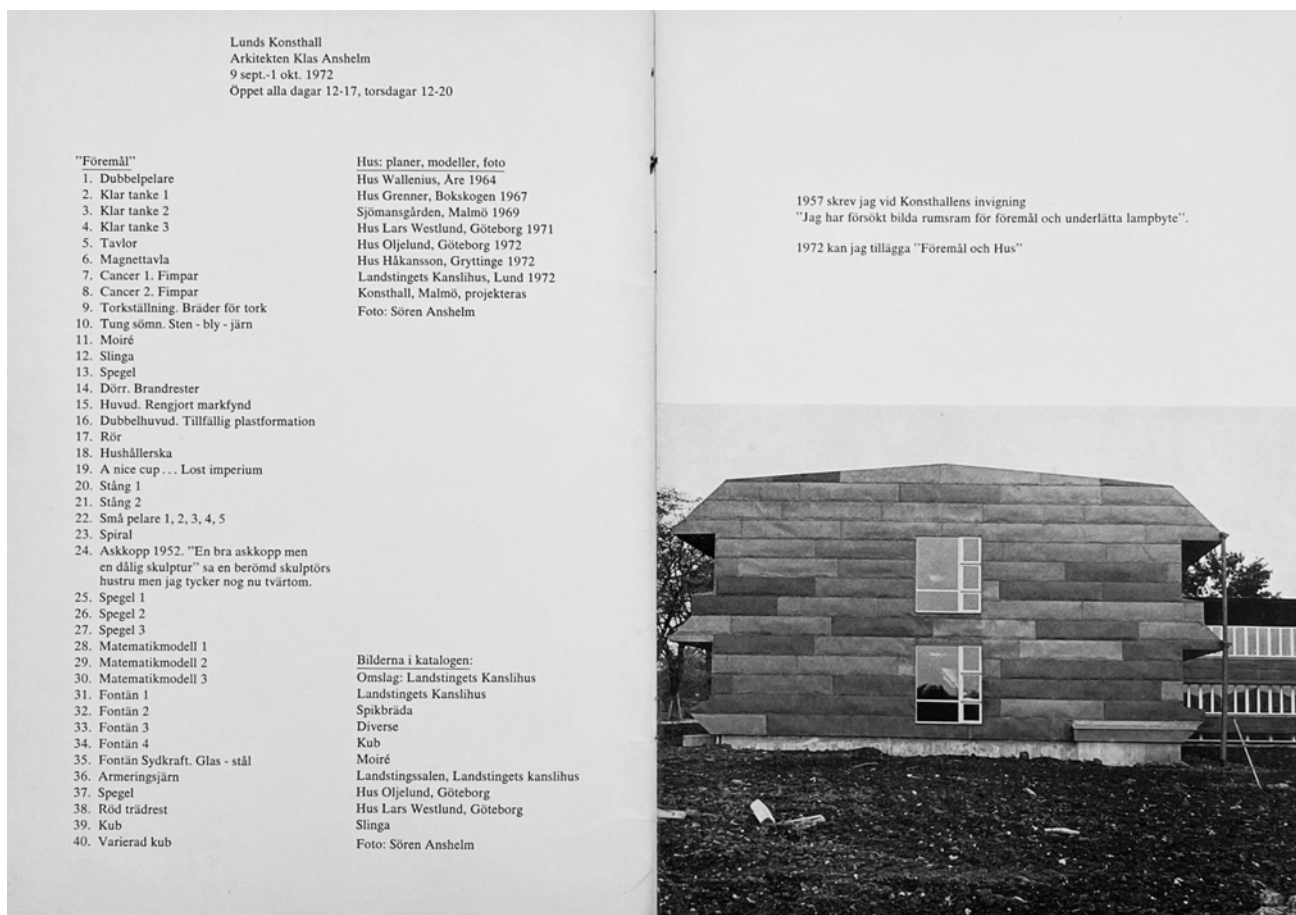 Lunds Konsthall
Arkitekten Klas Anshelm
9 sept.-1 okt. 1972
Öppet alla dagar 12-17, torsdagar 12-20
"Föremål"
1. Dubbelpelare
2. Klar tanke 1
3. Klar tanke 2
4. Klar tanke 3
5. Tavlor
6. Magnettavla
7. Cancer 1. Fimpar
8. Cancer 2. Fimpar
9. Torkställning. Bräder för tork
10. Tung sömn. Sten - bly - järn
11. Moiré
12. Slinga
13. Spegel
14. Dörr. Brandrester
15. Huvud. Rengjort markfynd
16. Dubbelhuvud. Tillfällig plastformation
17. Rör
18. Hushållerska
19. A nice cup ... Lost imperium
20. Stång 1
21. Stång 2
22. Små pelare 1, 2, 3, 4, 5
23. Spiral
24. Askkopp 1952. "En bra askkopp men
en dålig skulptur" sa en berömd skulptörs
hustru men jag tycker nog nu tvärtom.
25. Spegel 1
26. Spegel 2
27. Spegel 3
28. Matematikmodell 1
29. Matematikmodell 2
30. Matematikmodell 3
31. Fontän 1
32. Fontän 2
33. Fontän 3
34. Fontän 4
35. Fontän Sydkraft. Glas - stål
36. Armeringsjärn
37. Spegel
38. Röd trädrest
39. Kub
40. Varierad kub
Hus: planer, modeller, foto
Hus Wallenius, Åre 1964
Hus Grenner, Bokskogen 1967
Sjömansgården, Malmö 1969
Hus Lars Westlund, Göteborg 1971
Hus Oljelund, Göteborg 1972
Hus Håkansson, Gryttinge 1972
Landstingets Kanslihus, Lund 1972
Konsthall, Malmö, projekteras
Foto: Sören Anshelm
Bilderna i katalogen:
Omslag: Landstingets Kanslihus
Landstingets Kanslihus
Spikbräda
Diverse
Kub
Moiré
Landstingssalen, Landstingets kanslihus
Hus Oljelund, Göteborg
Hus Lars Westlund, Göteborg
Slinga
Foto: Sören Anshelm
1957 skrev jag vid Konsthallens invigning
"Jag har försökt bilda rumsram för föremål och underlätta lampbyte".
1972 kan jag tillägga "Föremål och Hus"